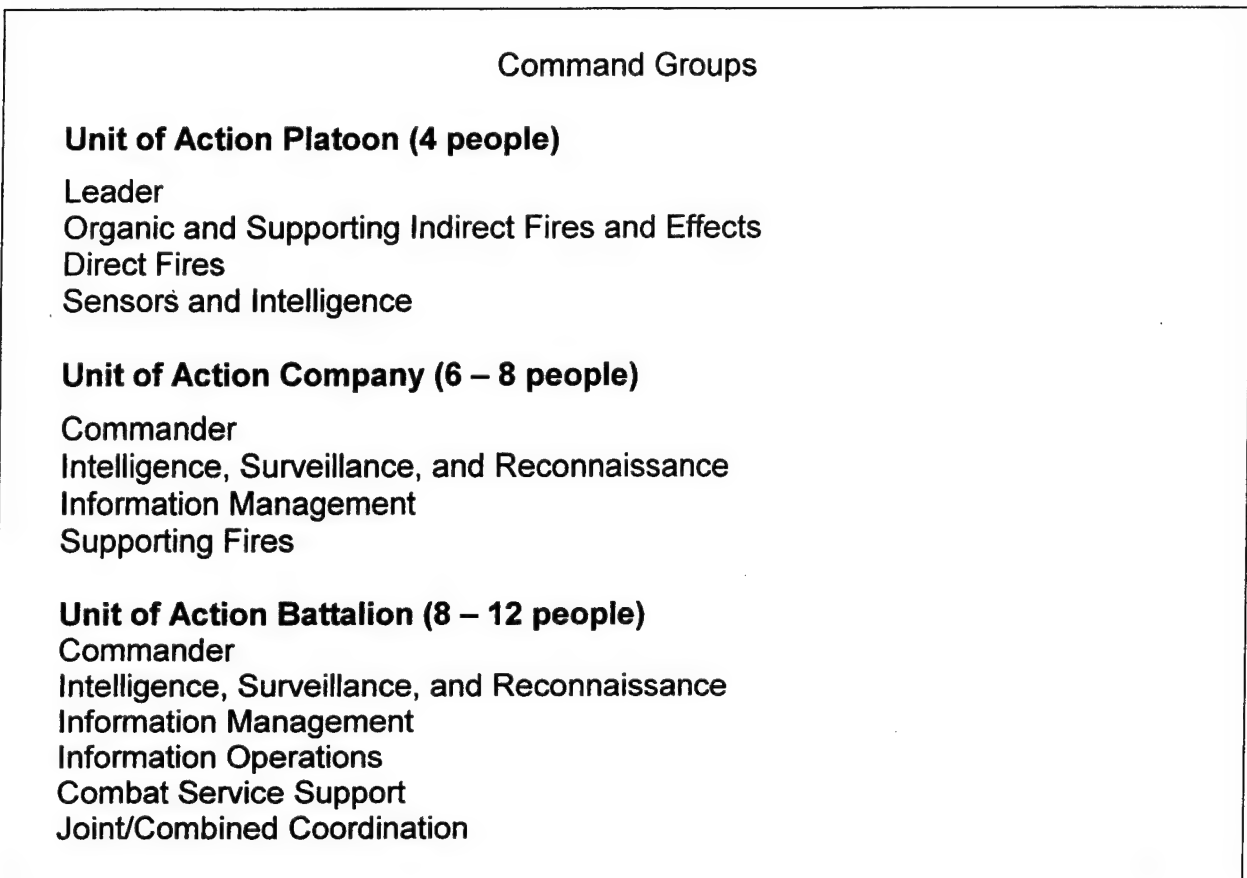 Command Groups
Unit of Action Platoon (4 people)
Leader
Organic and Supporting Indirect Fires and Effects
Direct Fires
Sensors and Intelligence
Unit of Action Company (6 – 8 people)
Commander
Intelligence, Surveillance, and Reconnaissance
Information Management
Supporting Fires
Unit of Action Battalion (8 – 12 people)
Commander
Intelligence, Surveillance, and Reconnaissance
Information Management
Information Operations
Combat Service Support
Joint/Combined Coordination